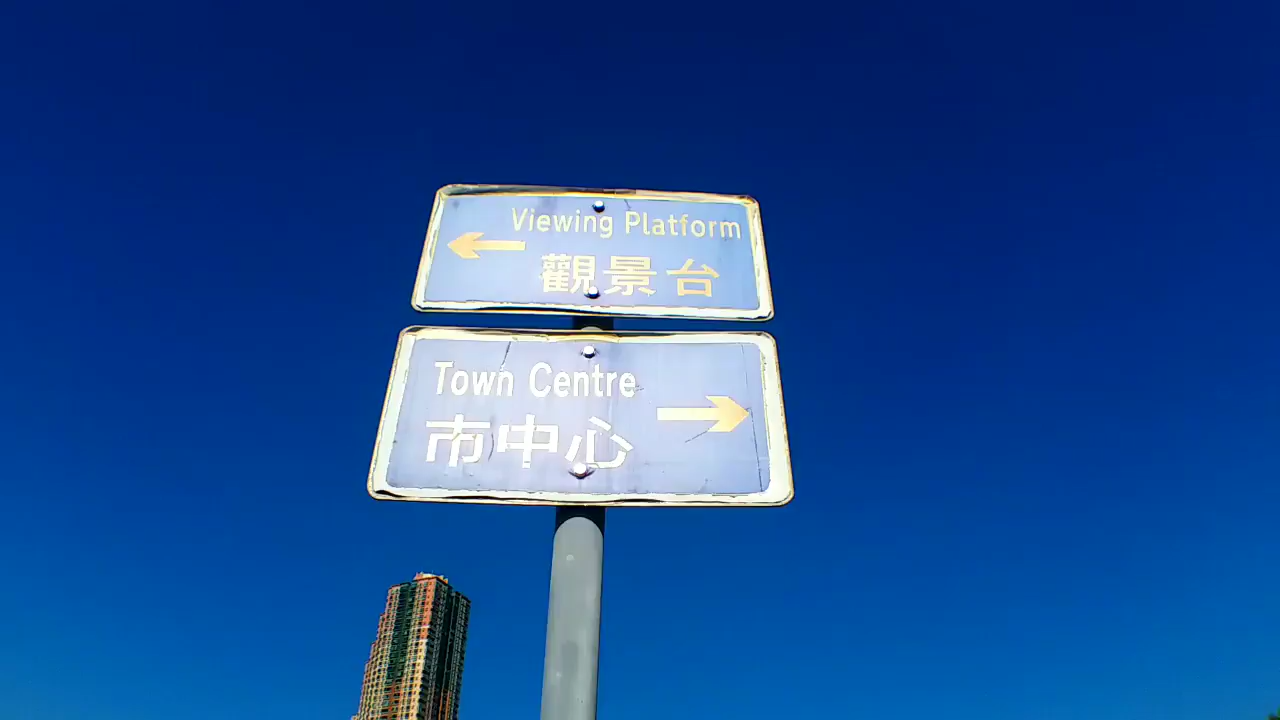 Viewing Platform
觀景台
Town Centre
市中心